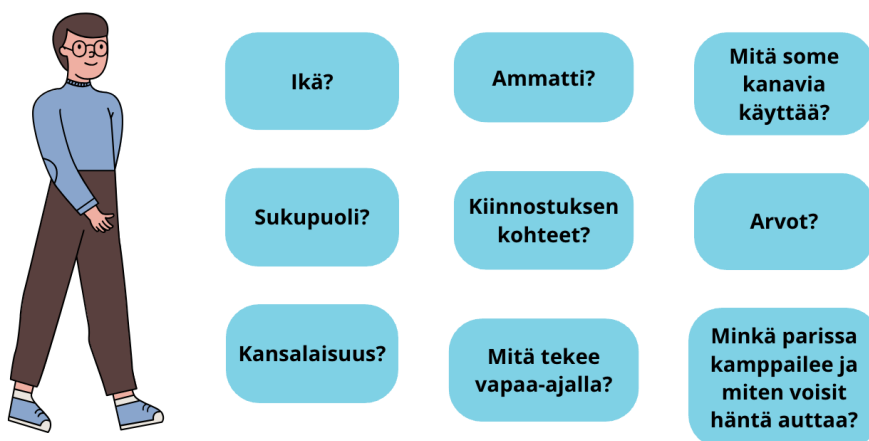 Ikä?
Ammatti?
Mitä some
kanavia
käyttää?
Sukupuoli?
Kiinnostuksen
kohteet?
Arvot?
Kansalaisuus?
Mitä tekee
vapaa-ajalla?
Minkä parissa
kamppailee ja
miten voisit
häntä auttaa?